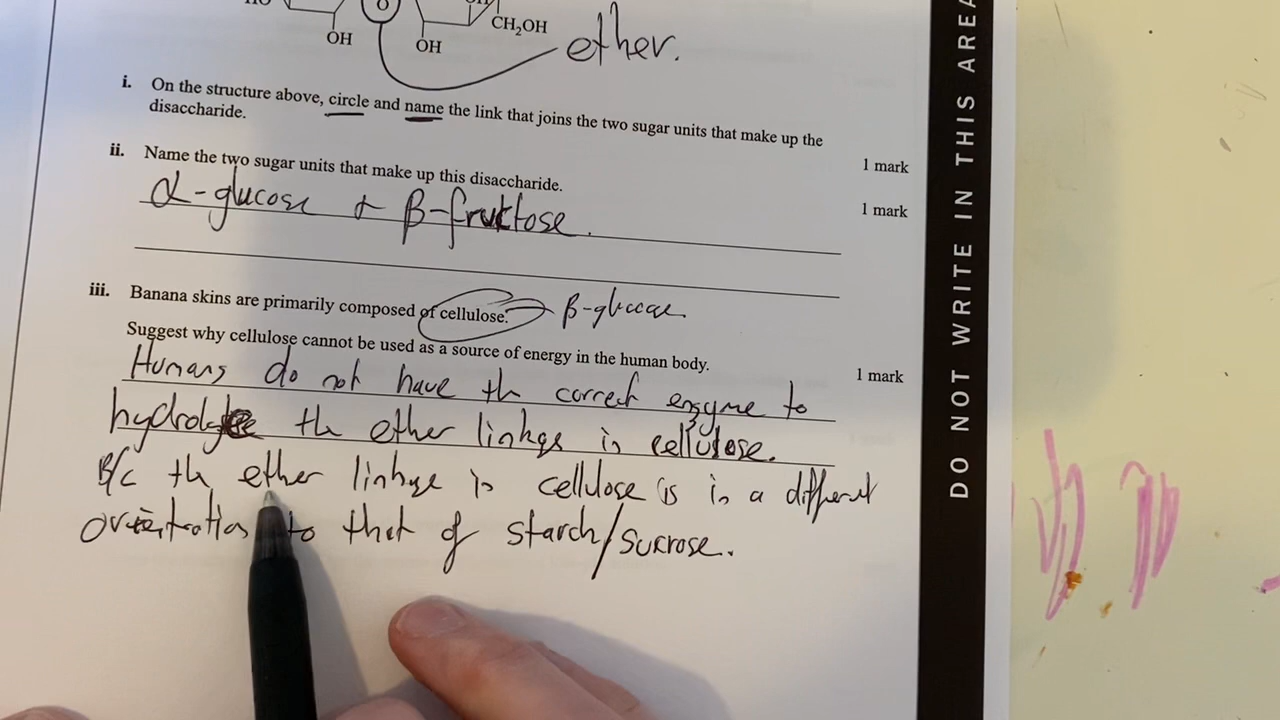 HO
O
OH
OH
CH₂OH
ether.
i. On the structure above, circle and name the link that joins the two sugar units that make up the
disaccharide.
1 mark
ii. Name the two sugar units that make up this disaccharide.
1 mark
α-glucose + β-fructose.
iii. Banana skins are primarily composed of cellulose. β-glucose
Suggest why cellulose cannot be used as a source of energy in the human body.
1 mark
Humans do not have the correct enzyme to
the ether linkage in cellulose.
B/c the ether linkage in cellulose is in a different
to that of starch/sucrose.
DO NOT WRITE IN THIS AREA